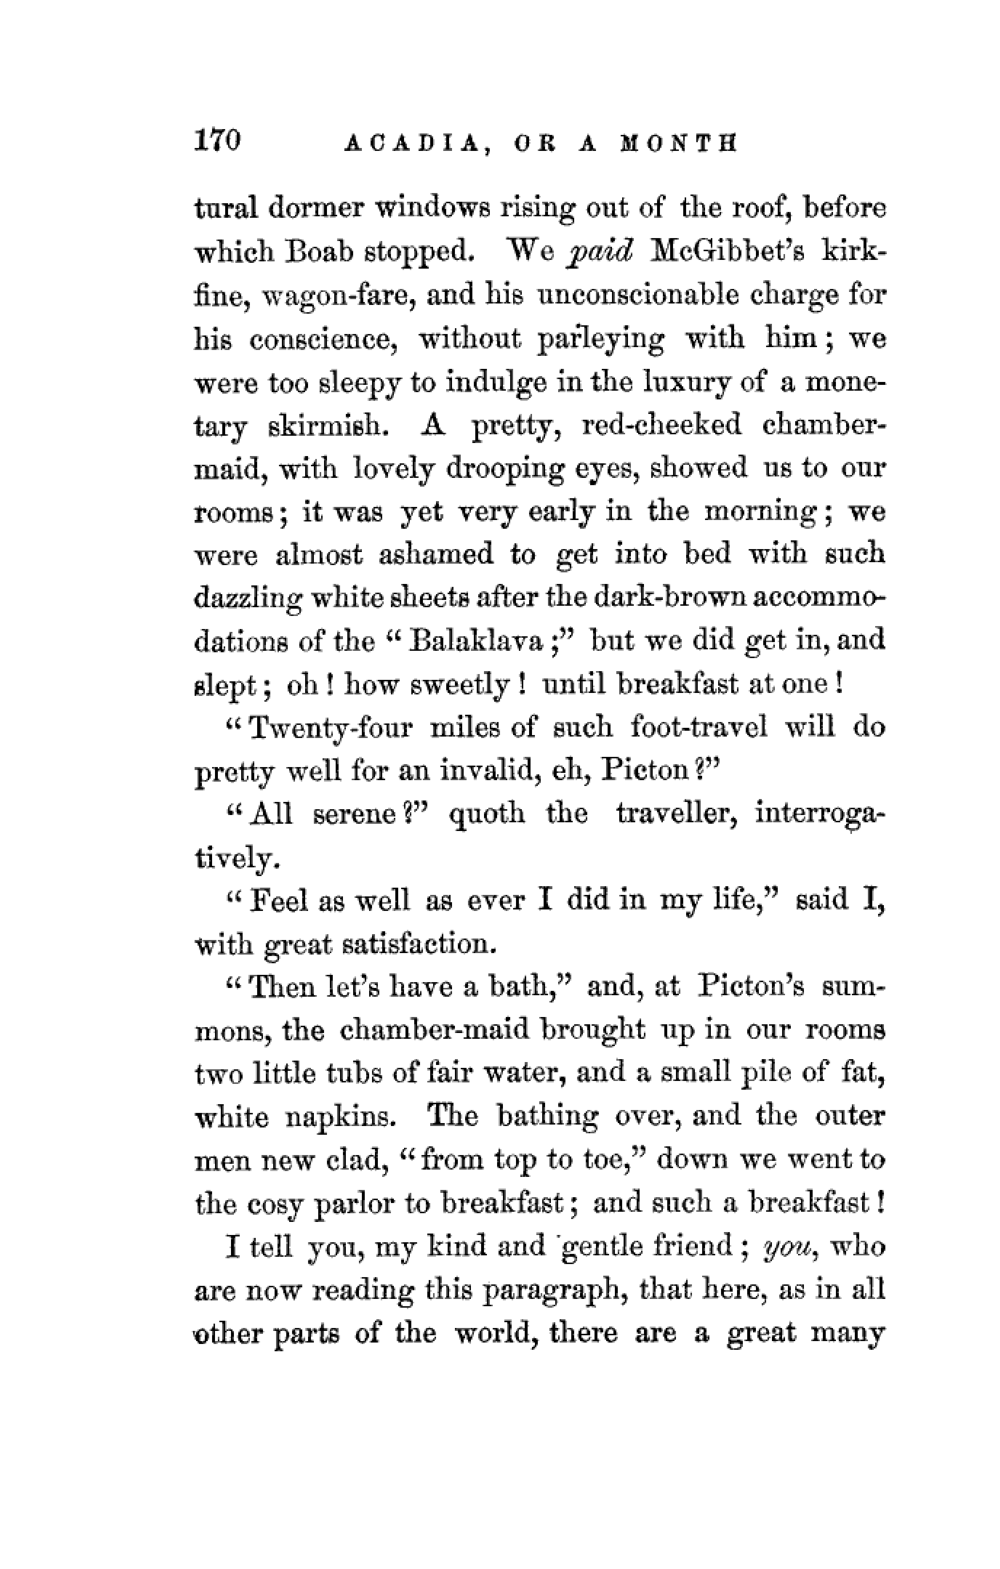 170 ACADIA, OR A MONTH
tural dormer windows rising out of the roof, before
which Boab stopped. We paid McGibbet's kirk-
fine, wagon-fare, and his unconscionable charge for
his conscience, without parleying with him; we
were too sleepy to indulge in the luxury of a mone-
tary skirmish. A pretty, red-cheeked chamber-
maid, with lovely drooping eyes, showed us to our
rooms; it was yet very early in the morning; we
were almost ashamed to get into bed with such
dazzling white sheets after the dark-brown accommo-
dations of the “Balaklava;” but we did get in, and
slept; oh! how sweetly! until breakfast at one!
“Twenty-four miles of such foot-travel will do
pretty well for an invalid, eh, Picton?”
“All serene?” quoth the traveller, interroga-
tively.
“Feel as well as ever I did in my life,” said I,
with great satisfaction.
“Then let's have a bath,” and, at Picton's sum-
mons, the chamber-maid brought up in our rooms
two little tubs of fair water, and a small pile of fat,
white napkins. The bathing over, and the outer
men new clad, “from top to toe,” down we went to
the cosy parlor to breakfast; and such a breakfast!
I tell you, my kind and gentle friend; you, who
are now reading this paragraph, that here, as in all
other parts of the world, there are a great many